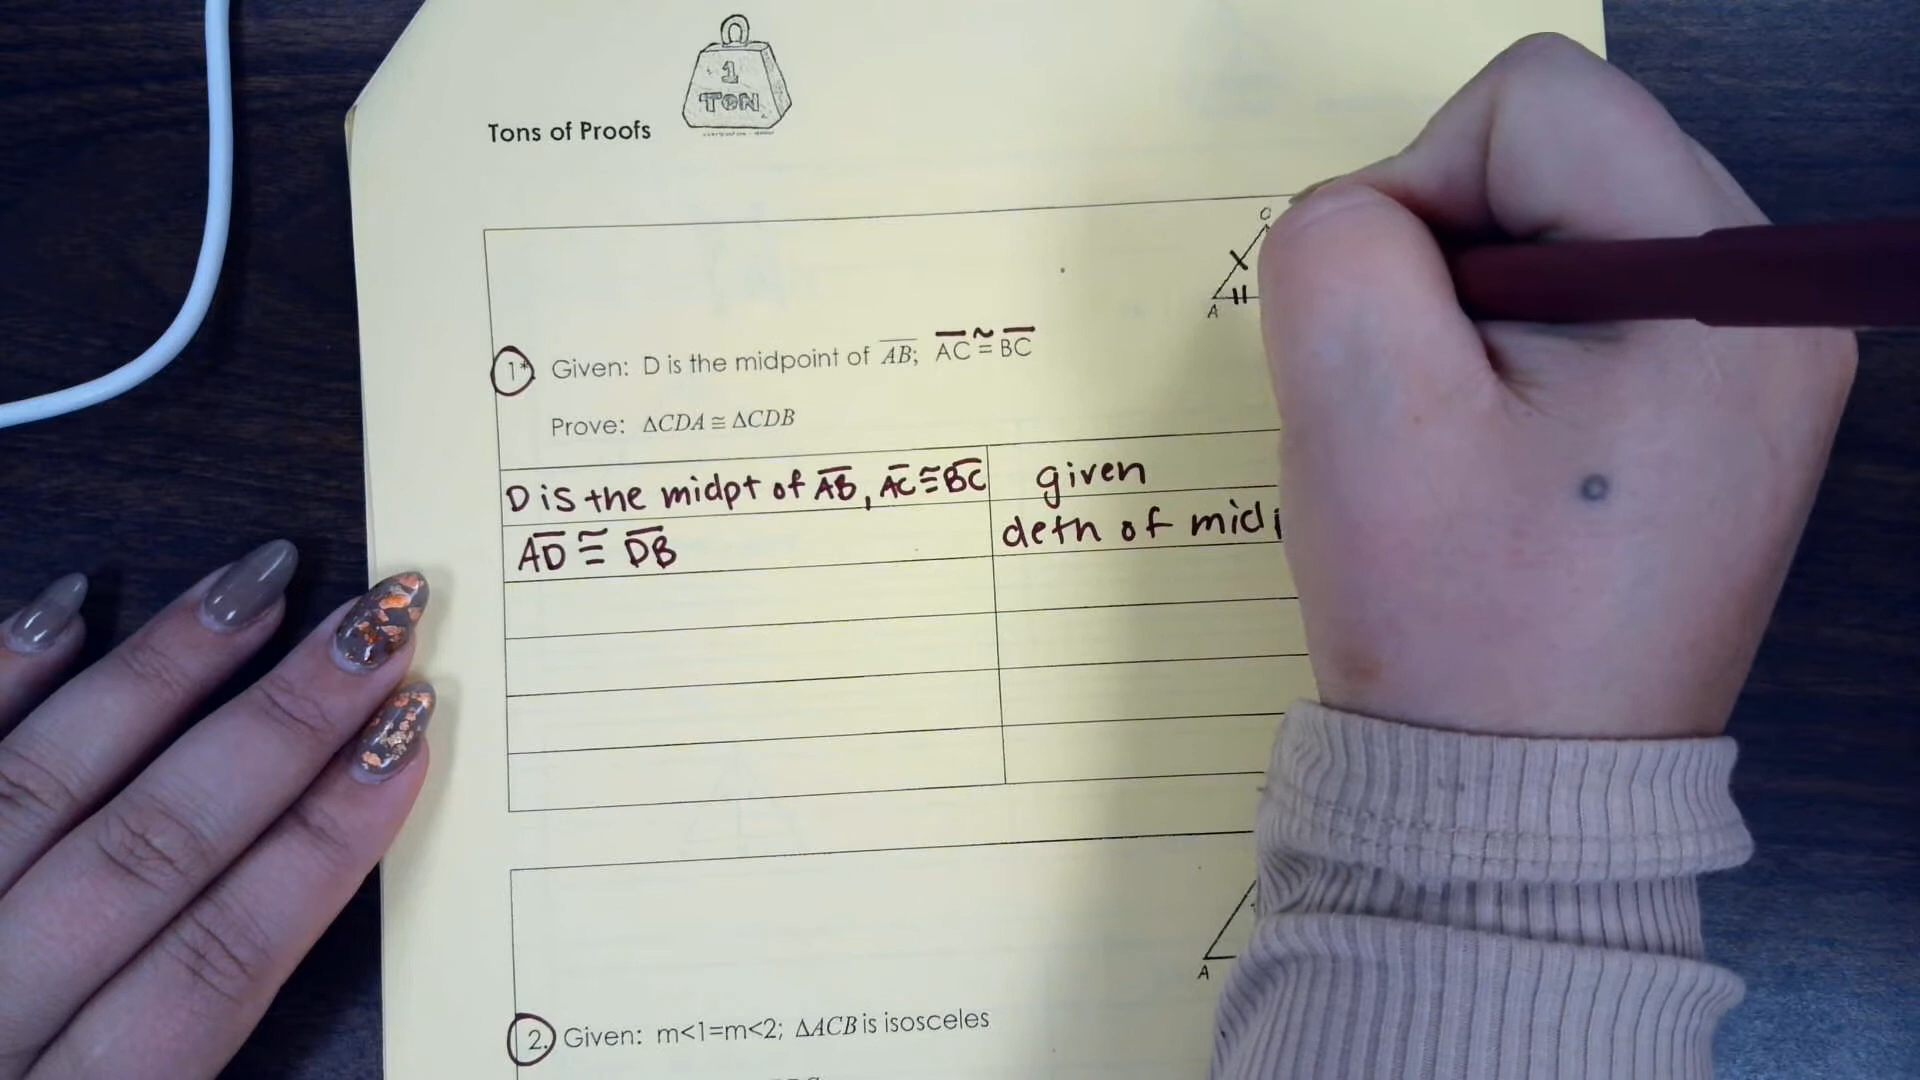 1
TON
Tons of Proofs
C
A
1* Given: D is the midpoint of AB; AC ≅ BC
Prove: ΔCDA ≅ ΔCDB
D is the midpt of AB, AC ≅ BC given
AD ≅ DB defn of mid
A
2. Given: m<1=m<2; ΔACB is isosceles